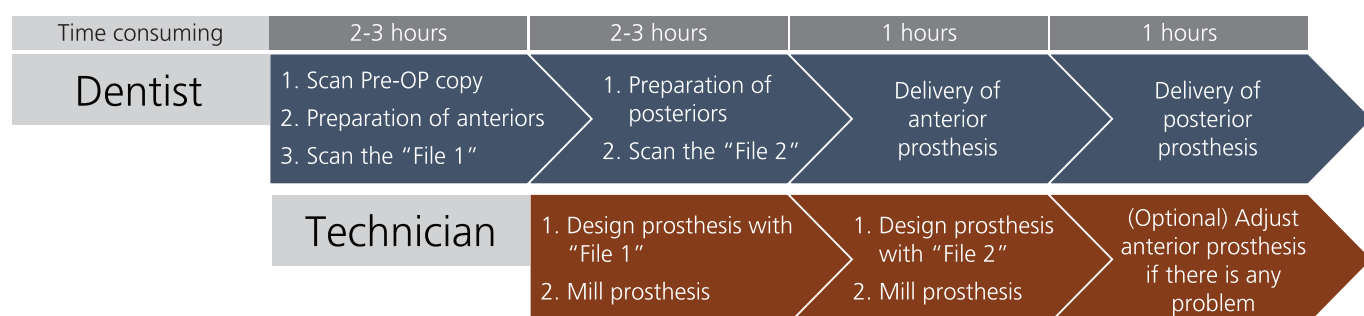 Time consuming
2-3 hours
2-3 hours
1 hours
1 hours
Dentist
1. Scan Pre-OP copy
2. Preparation of anteriors
3. Scan the “File 1”
1. Preparation of
posteriors
2. Scan the “File 2”
Delivery of
anterior
prosthesis
Delivery of
posterior
prosthesis
Technician
1. Design prosthesis with
“File 1”
2. Mill prosthesis
1. Design prosthesis
with “File 2”
2. Mill prosthesis
(Optional) Adjust
anterior prosthesis
if there is any
problem